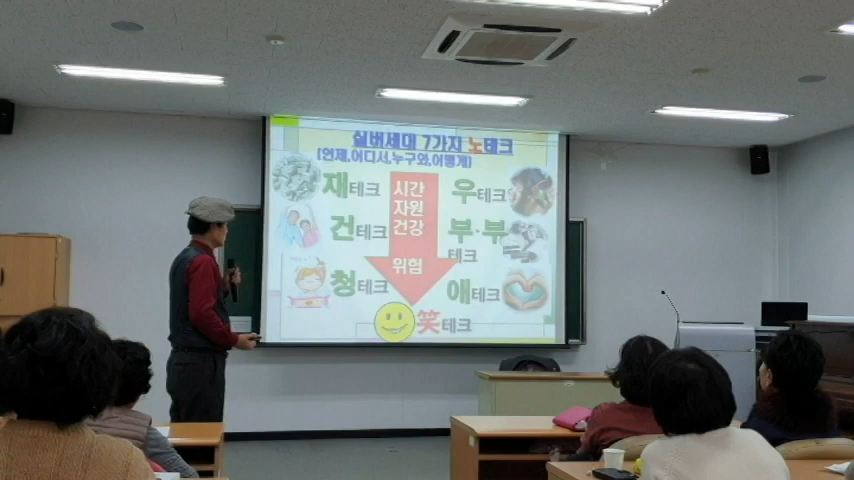 실버세대 7가지 노테크
(언제,어디서,누구와,어떻게)
재테크
시간
우테크
자원
건테크
건강
부·부
테크
위험
청테크
애테크
笑테크